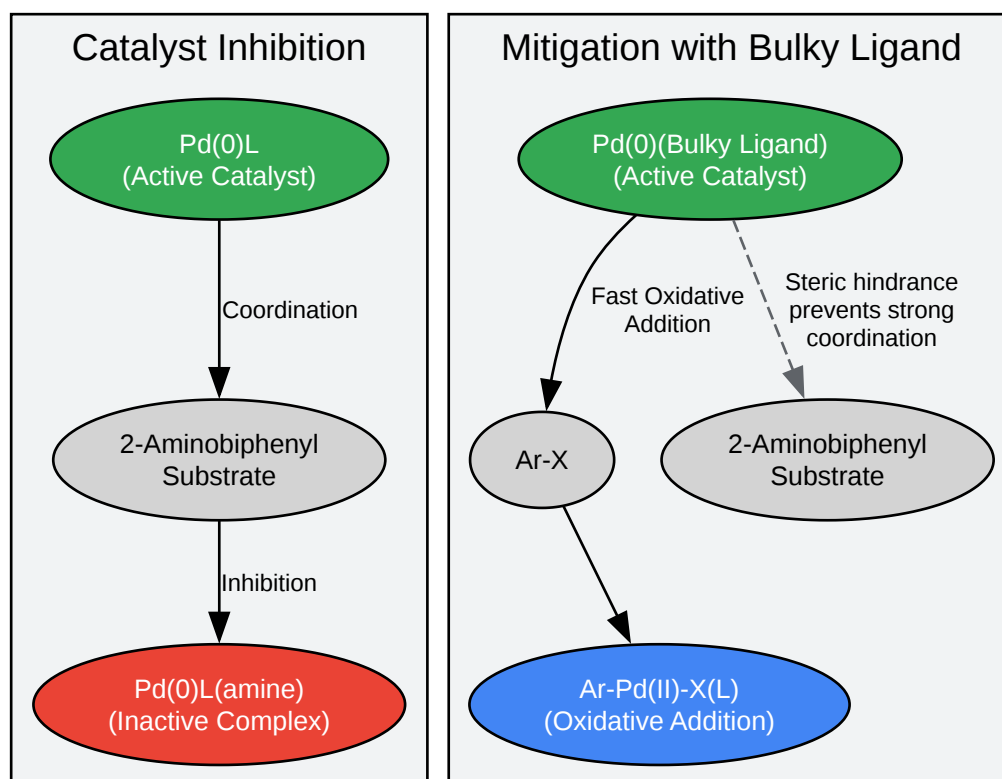 Catalyst Inhibition
Pd(0)L
(Active Catalyst)
Coordination
2-Aminobiphenyl
Substrate
Inhibition
Pd(0)L(amine)
(Inactive Complex)
Mitigation with Bulky Ligand
Pd(0)(Bulky Ligand)
(Active Catalyst)
Fast Oxidative
Addition
Steric hindrance
prevents strong
coordination
Ar-X
2-Aminobiphenyl
Substrate
Ar-Pd(II)-X(L)
(Oxidative Addition)